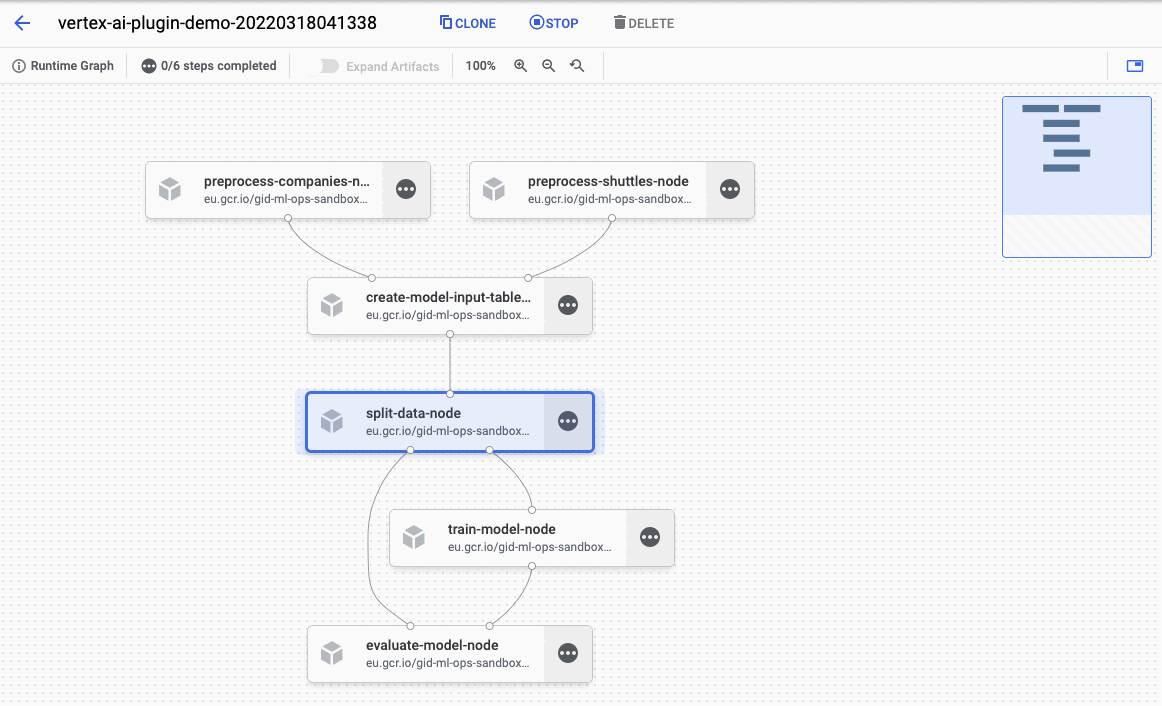 vertex-ai-plugin-demo-20220318041338
CLONE
STOP
DELETE
Runtime Graph
0/6 steps completed
Expand Artifacts
100%
preprocess-companies-n...
eu.gcr.io/gid-ml-ops-sandbox...
preprocess-shuttles-node
eu.gcr.io/gid-ml-ops-sandbox...
create-model-input-table...
eu.gcr.io/gid-ml-ops-sandbox...
split-data-node
eu.gcr.io/gid-ml-ops-sandbox...
train-model-node
eu.gcr.io/gid-ml-ops-sandbox...
evaluate-model-node
eu.gcr.io/gid-ml-ops-sandbox...